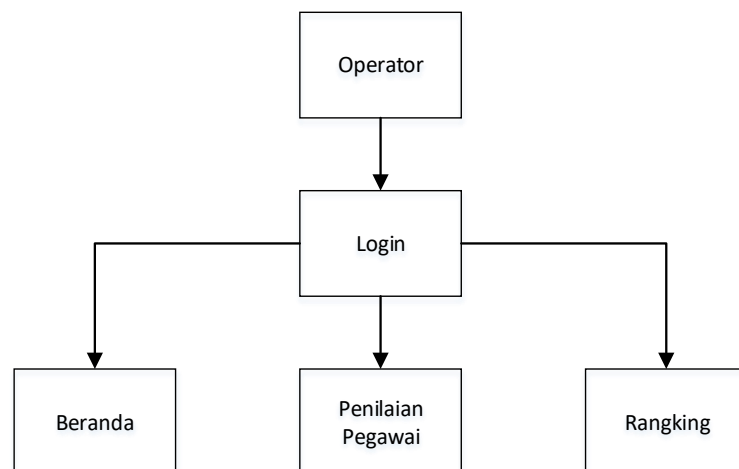 Operator
Login
Beranda
Penilaian
Pegawai
Rangking